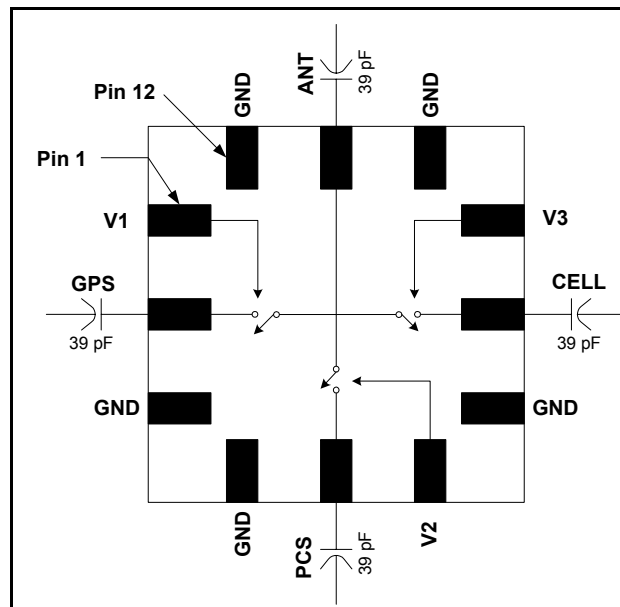 GND
ANT
39 pF
GND
Pin 12
Pin 1
V1
V3
GPS
39 pF
CELL
39 pF
GND
GND
GND
PCS
39 pF
V2